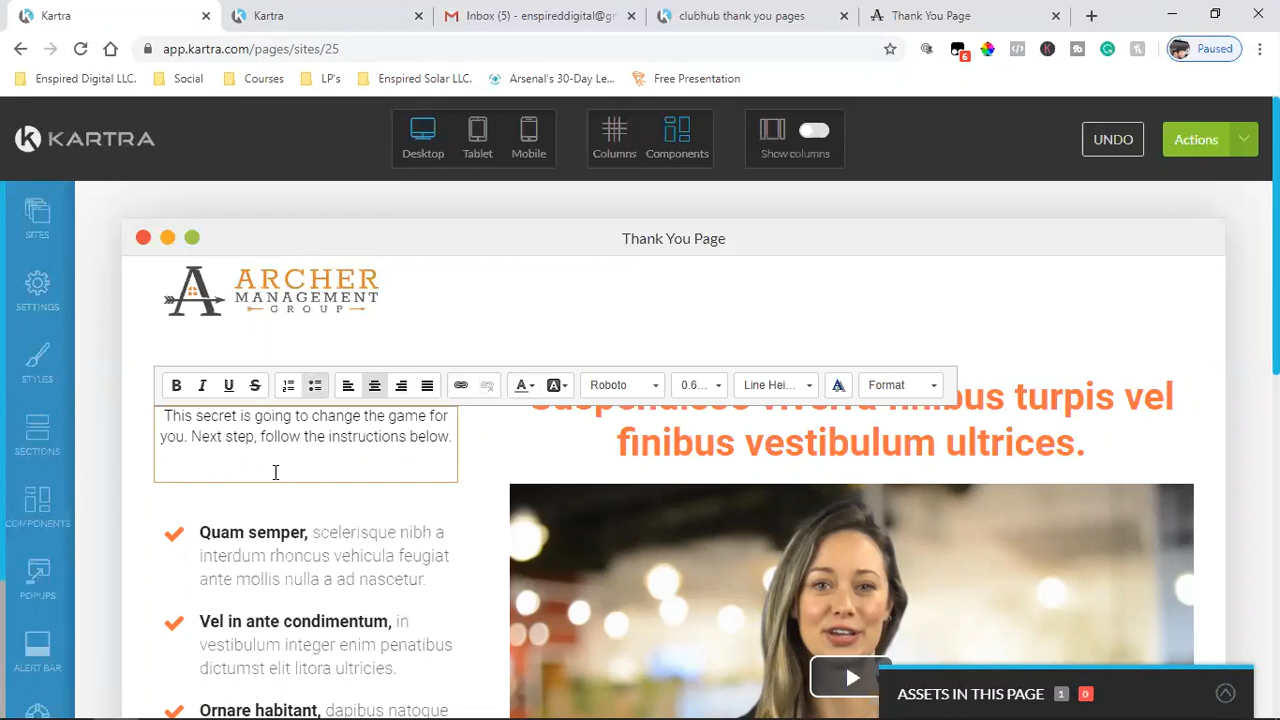 Kartra
Kartra
Inbox (5) - enspireddigital@gm
clubhub thank you pages
Thank You Page
app.kartra.com/pages/sites/25
6
Paused
Enspired Digital LLC.
Social
Courses
LP's
Enspired Solar LLC.
Arsenal's 30-Day Le...
Free Presentation
KARTRA
Desktop
Tablet
Mobile
Columns
Components
Show columns
UNDO
Actions
SITES
SETTINGS
STYLES
SECTIONS
COMPONENTS
POPUPS
ALERT BAR
Thank You Page
A ARCHER
MANAGEMENT
GROUP
B I U S
Roboto
0.6...
Line Hei...
Format
This secret is going to change the game for
you. Next step, follow the instructions below.
Suspendisse viverra finibus turpis vel
finibus vestibulum ultrices.
Quam semper, scelerisque nibh a
interdum rhoncus vehicula feugiat
ante mollis nulla a ad nascetur.
Vel in ante condimentum, in
vestibulum integer enim penatibus
dictumst elit litora ultricies.
Ornare habitant, dapibus natoque
ASSETS IN THIS PAGE 1 0